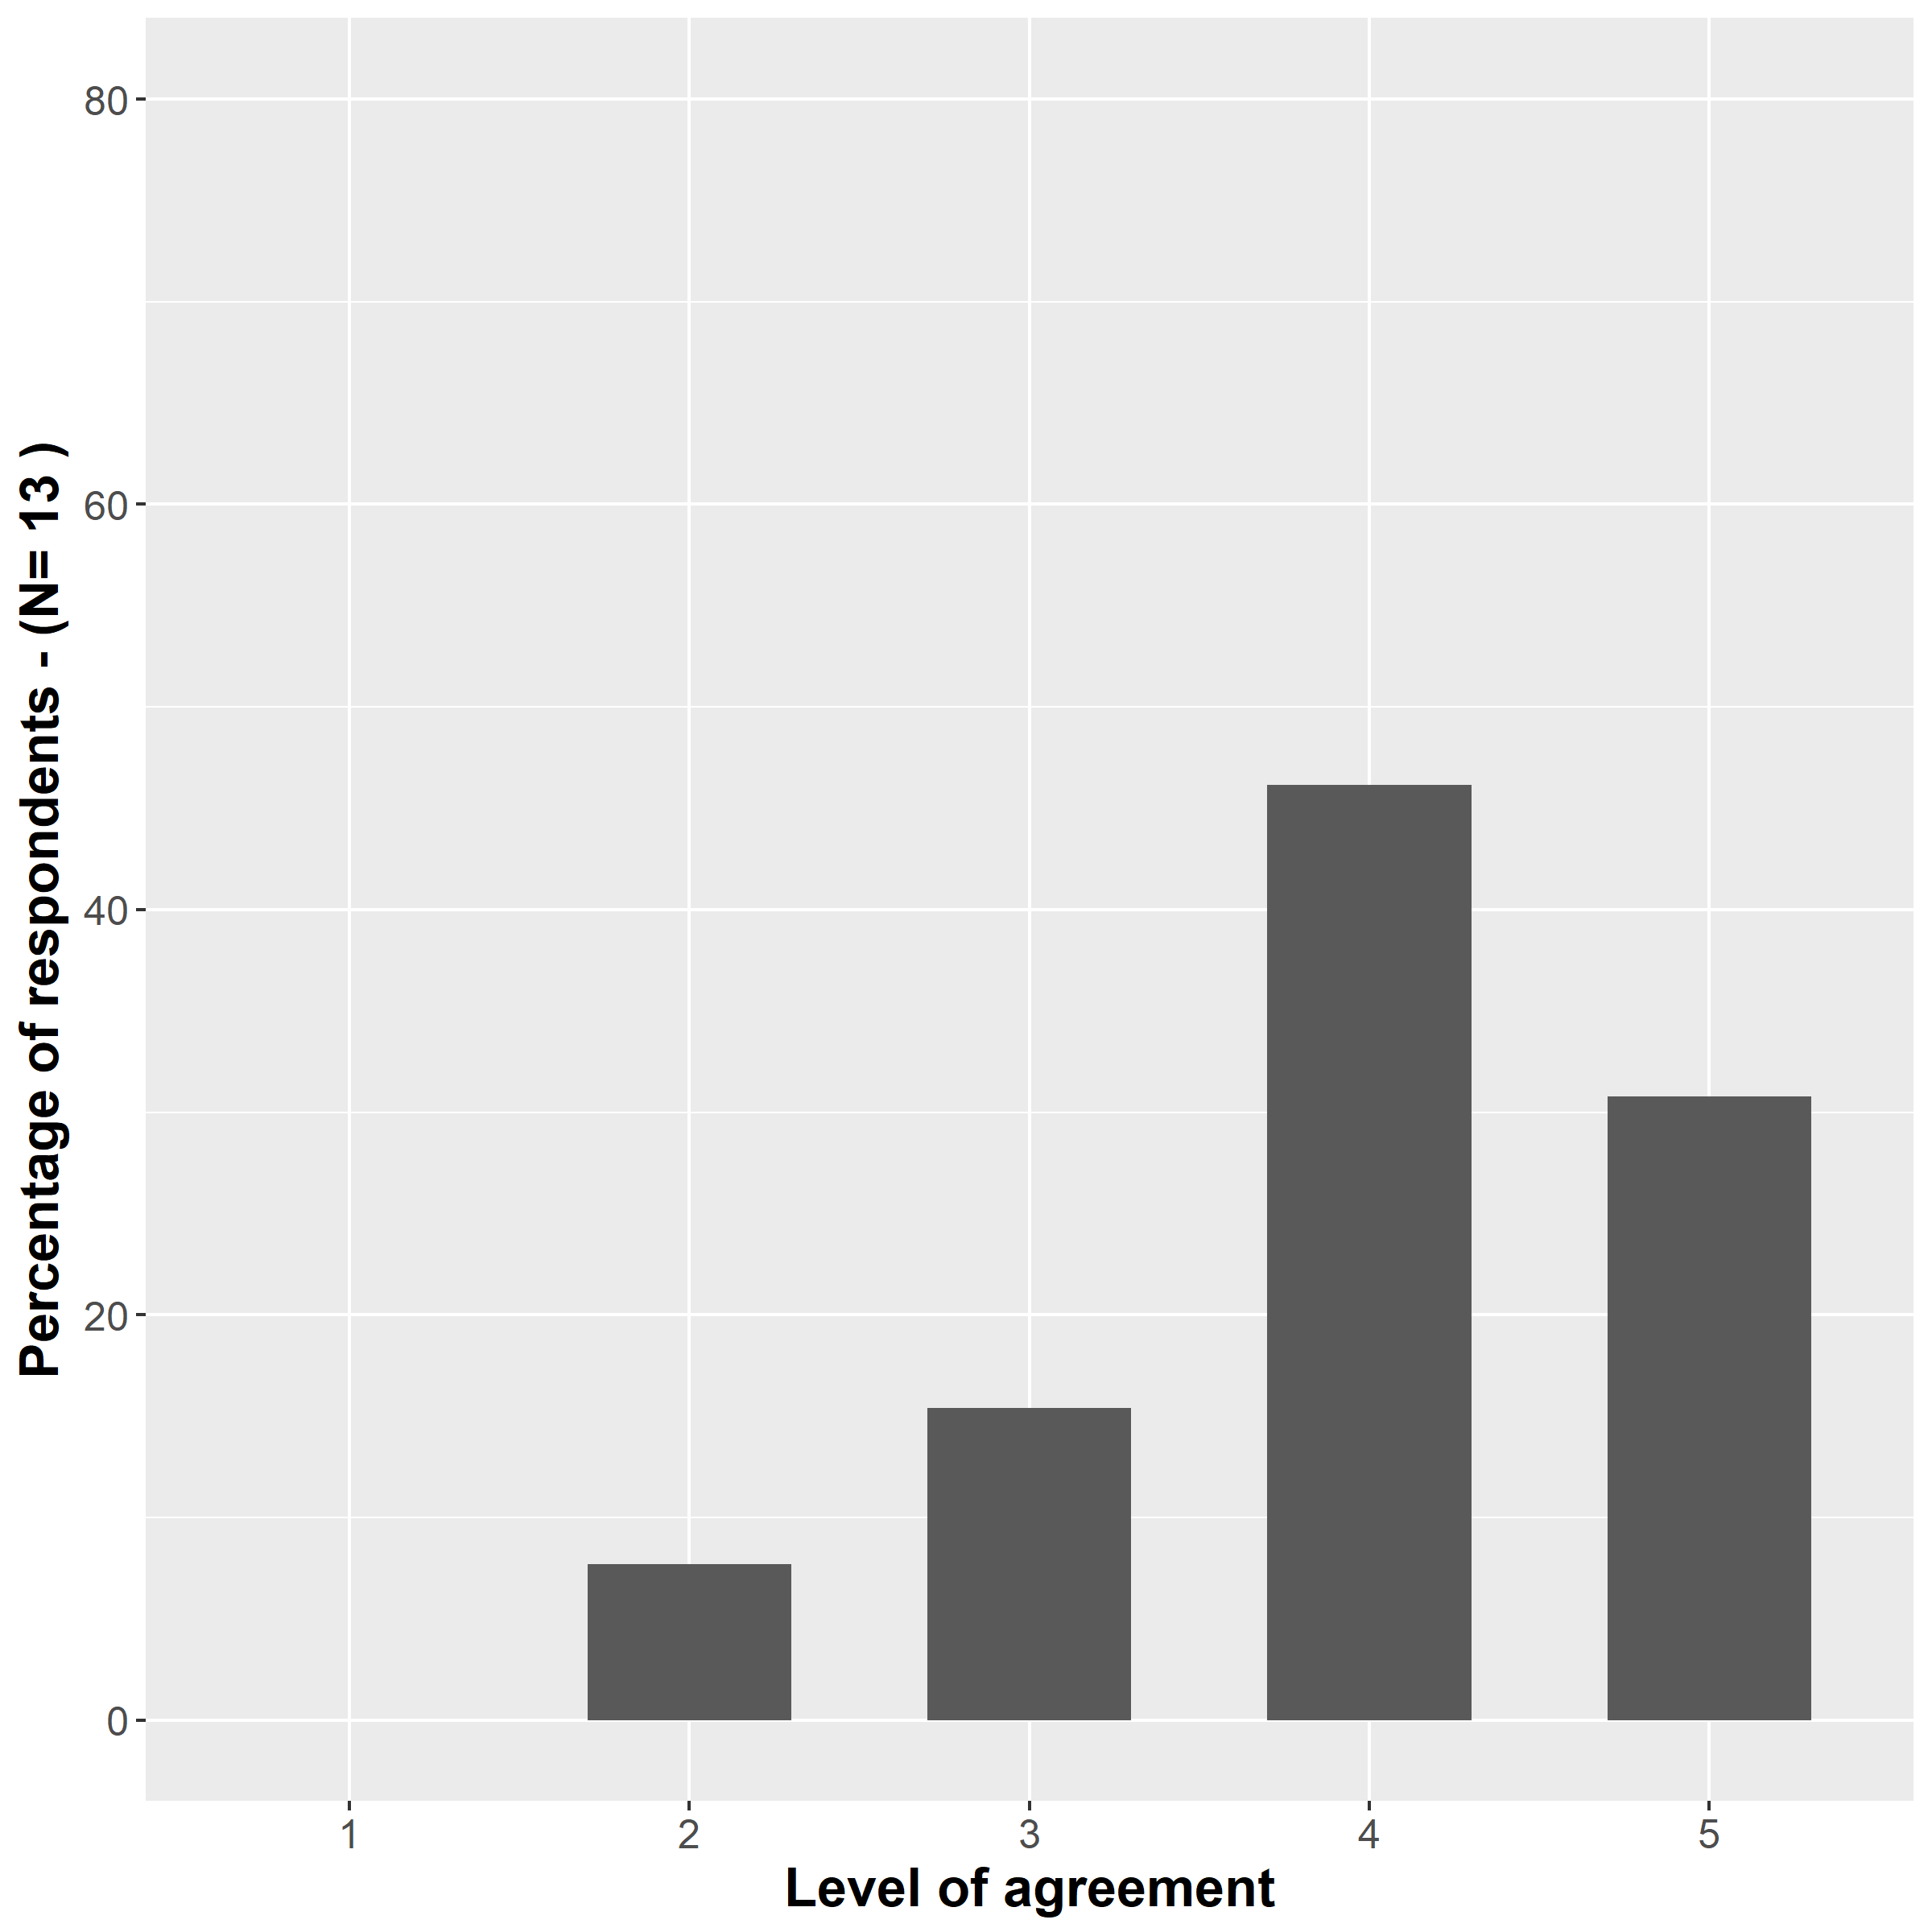 Percentage of respondents - (N= 13 )
80
60
40
20
0
1 2 3 4 5
Level of agreement